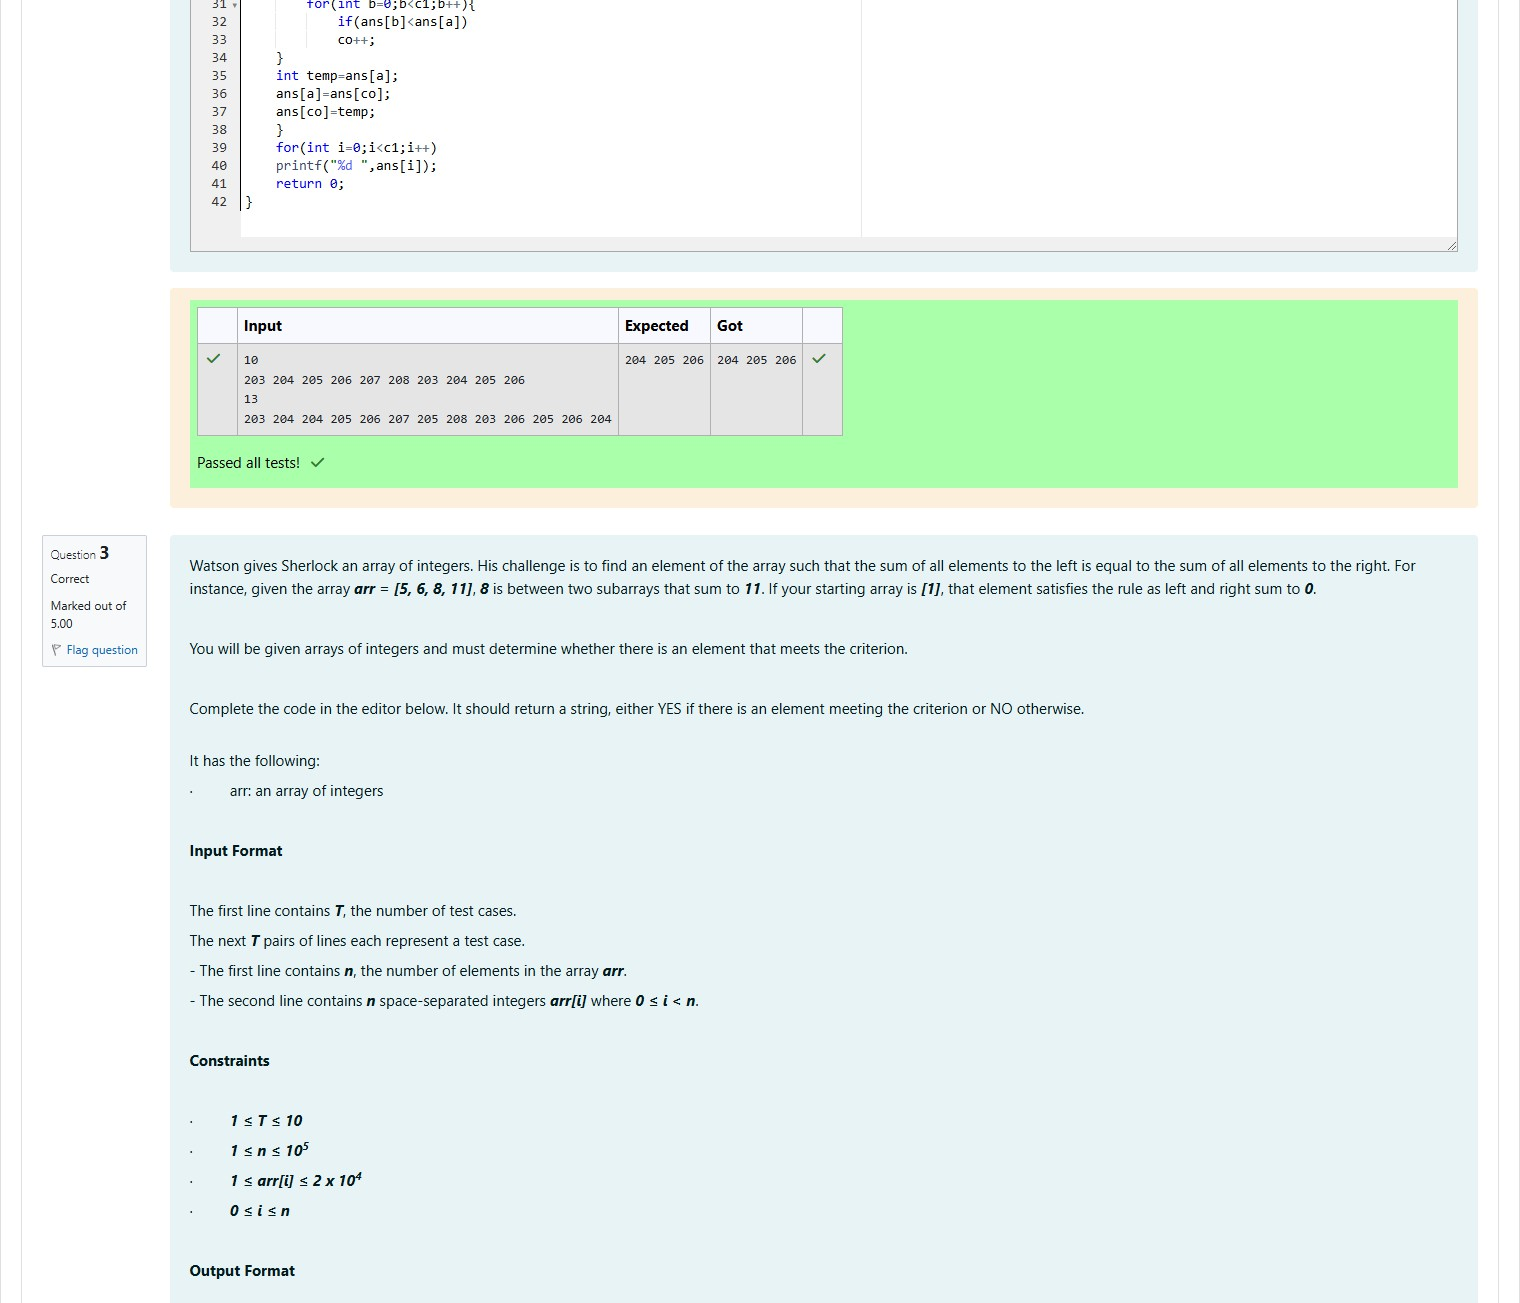 31 for(int b=0;b<c1;b++){
32 if(ans[b]<ans[a])
33 co++;
34 }
35 int temp=ans[a];
36 ans[a]=ans[co];
37 ans[co]=temp;
38 }
39 for(int i=0;i<c1;i++)
40 printf("%d ",ans[i]);
41 return 0;
42 }
Input Expected Got
10 204 205 206 204 205 206
203 204 205 206 207 208 203 204 205 206
13
203 204 204 205 206 207 205 208 203 206 205 206 204
Passed all tests!
Question 3
Correct
Marked out of
5.00
Flag question
Watson gives Sherlock an array of integers. His challenge is to find an element of the array such that the sum of all elements to the left is equal to the sum of all elements to the right. For
instance, given the array arr = [5, 6, 8, 11], 8 is between two subarrays that sum to 11. If your starting array is [1], that element satisfies the rule as left and right sum to 0.
You will be given arrays of integers and must determine whether there is an element that meets the criterion.
Complete the code in the editor below. It should return a string, either YES if there is an element meeting the criterion or NO otherwise.
It has the following:
· arr: an array of integers
Input Format
The first line contains T, the number of test cases.
The next T pairs of lines each represent a test case.
- The first line contains n, the number of elements in the array arr.
- The second line contains n space-separated integers arr[i] where 0 ≤ i < n.
Constraints
· 1 ≤ T ≤ 10
· 1 ≤ n ≤ 10⁵
· 1 ≤ arr[i] ≤ 2 x 10⁴
· 0 ≤ i ≤ n
Output Format